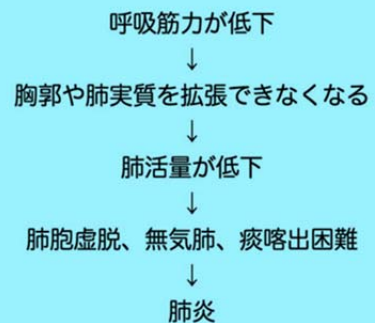 呼吸筋力が低下
↓
胸郭や肺実質を拡張できなくなる
↓
肺活量が低下
↓
肺胞虚脱、無気肺、痰喀出困難
↓
肺炎